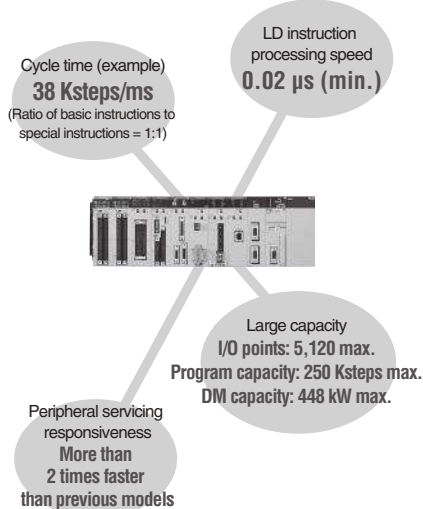 Cycle time (example)
38 Ksteps/ms
(Ratio of basic instructions to
special instructions = 1:1)
LD instruction
processing speed
0.02 μs (min.)
Large capacity
I/O points: 5,120 max.
Program capacity: 250 Ksteps max.
DM capacity: 448 kW max.
Peripheral servicing
responsiveness
More than
2 times faster
than previous models